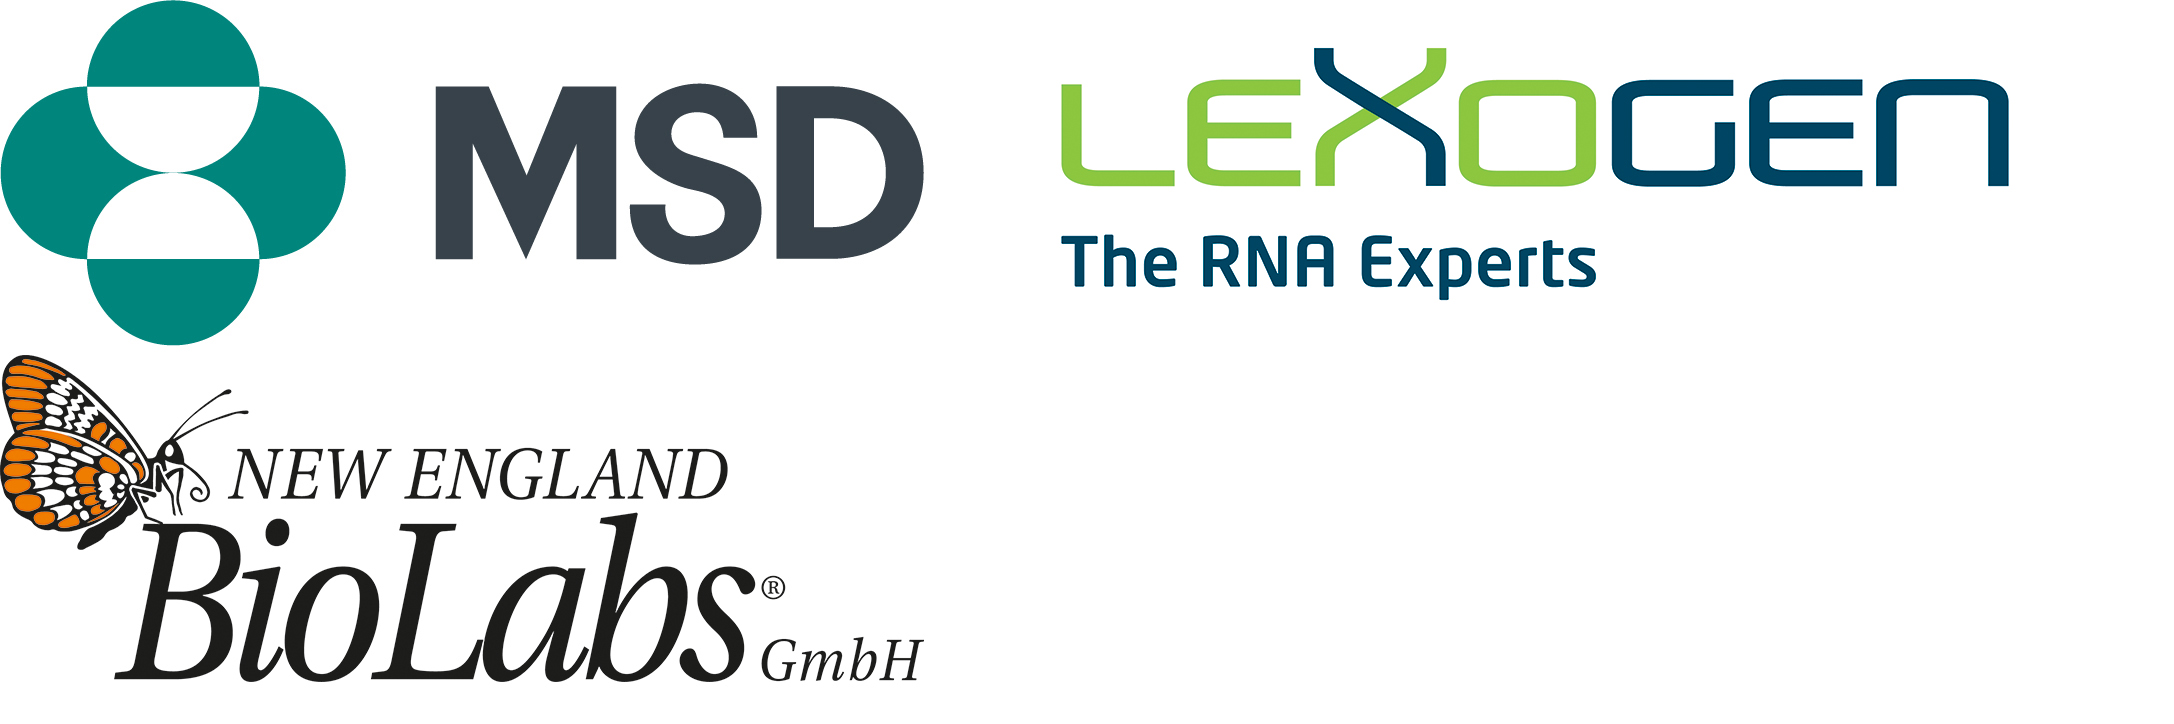 MSD
LEXOGEN
The RNA Experts
NEW ENGLAND
BioLabs®
GmbH